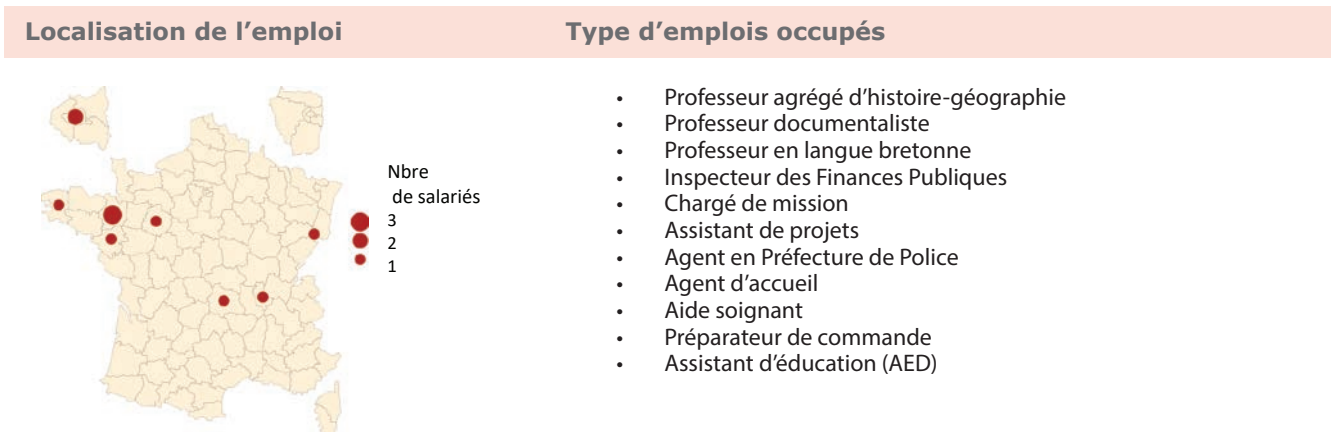 Localisation de l’emploi
Type d’emplois occupés
Nbre
de salariés
3
2
1
• Professeur agrégé d’histoire-géographie
• Professeur documentaliste
• Professeur en langue bretonne
• Inspecteur des Finances Publiques
• Chargé de mission
• Assistant de projets
• Agent en Préfecture de Police
• Agent d’accueil
• Aide soignant
• Préparateur de commande
• Assistant d’éducation (AED)